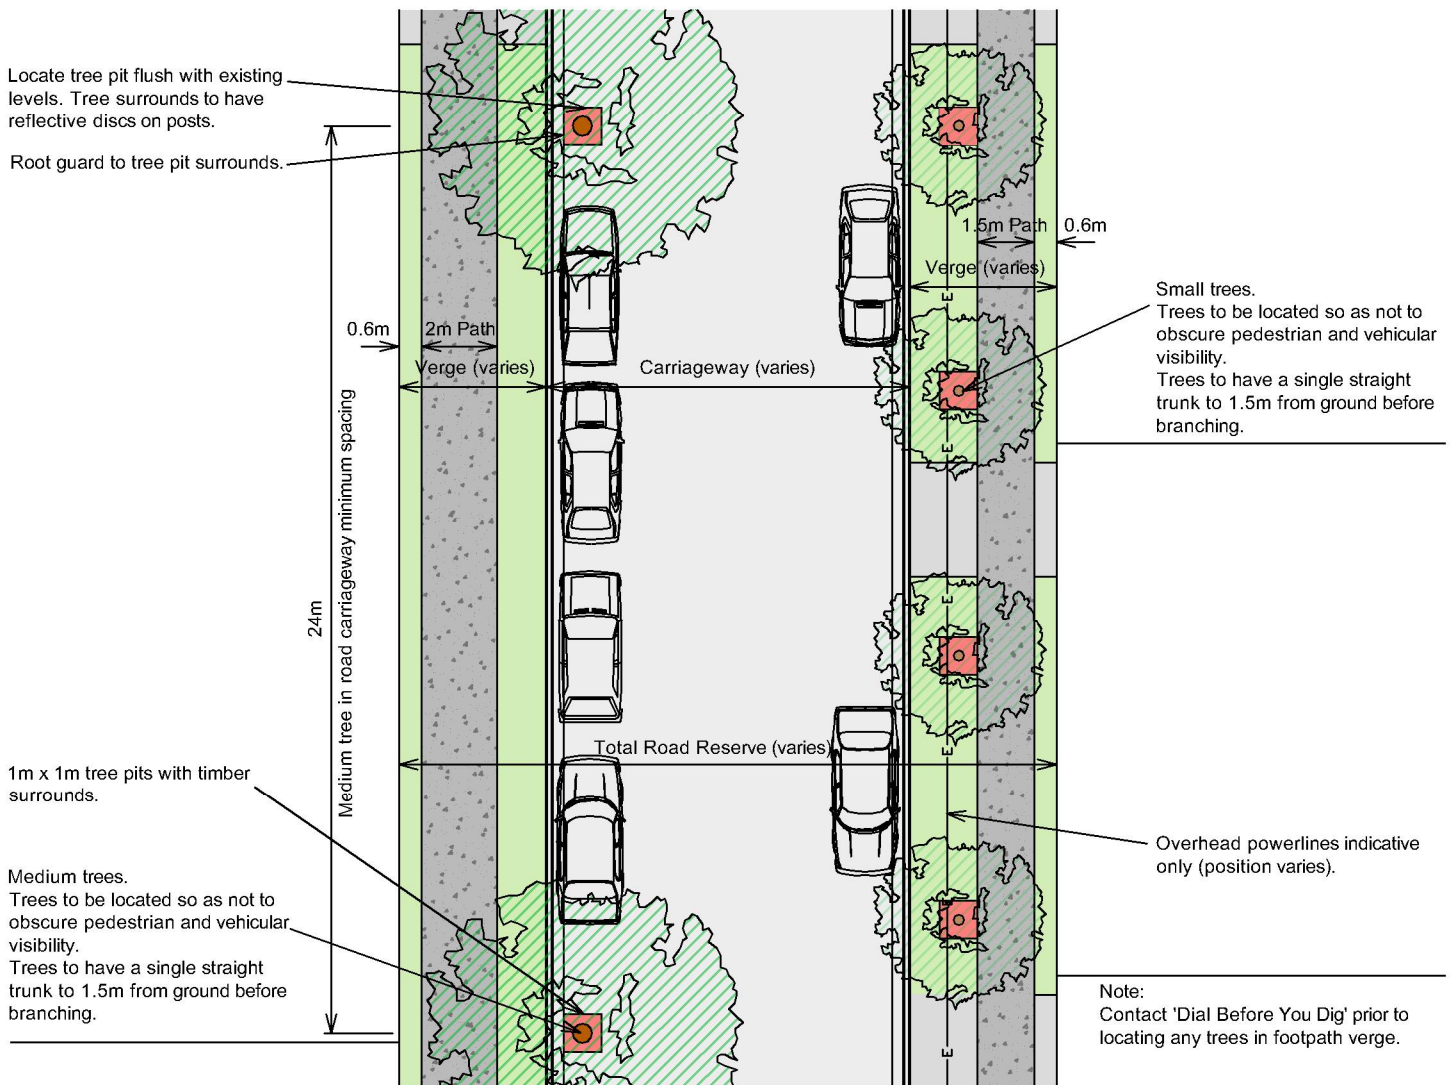 Locate tree pit flush with existing
levels. Tree surrounds to have
reflective discs on posts.
Root guard to tree pit surrounds.
24m
Medium tree in road carriageway minimum spacing
0.6m
2m Path
Verge (varies)
Carriageway (varies)
1.5m Path
0.6m
Verge (varies)
E
E
Small trees.
Trees to be located so as not to
obscure pedestrian and vehicular
visibility.
Trees to have a single straight
trunk to 1.5m from ground before
branching.
E
Total Road Reserve (varies)
E
1m x 1m tree pits with timber
surrounds.
Medium trees.
Trees to be located so as not to
obscure pedestrian and vehicular
visibility.
Trees to have a single straight
trunk to 1.5m from ground before
branching.
Overhead powerlines indicative
only (position varies).
E
E
Note:
Contact 'Dial Before You Dig' prior to
locating any trees in footpath verge.